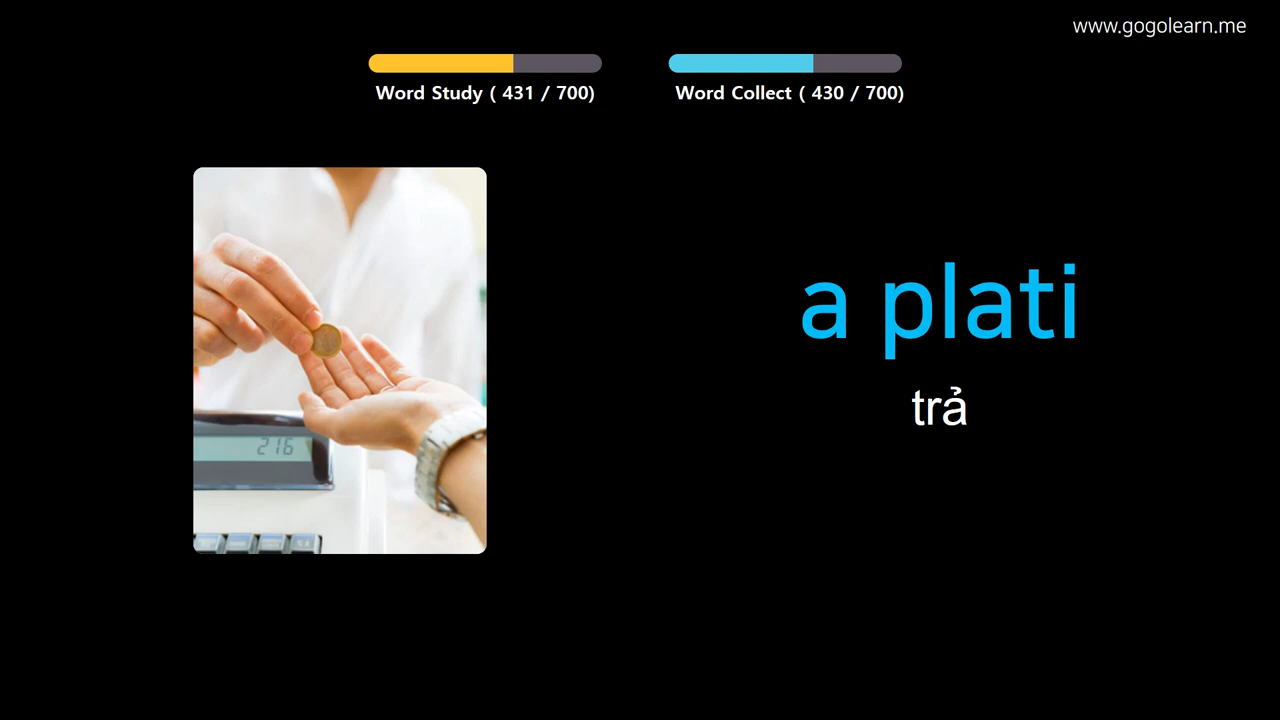 www.gogolearn.me
Word Study ( 431 / 700)
Word Collect ( 430 / 700)
a plati
trả
216